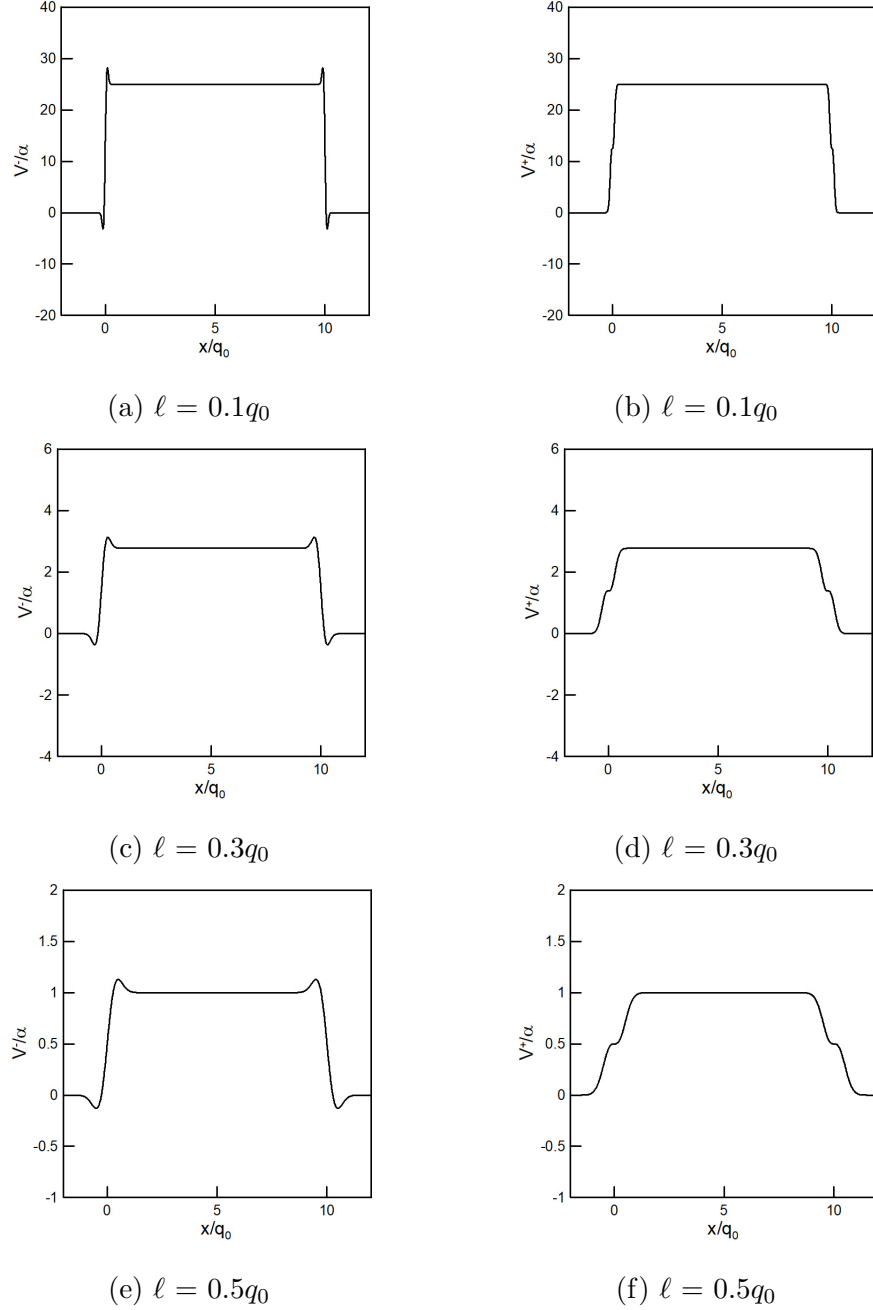 40
30
20
10
0
-10
-20
V⁻/α
0 5 10
x/q₀
(a) ℓ = 0.1q₀
40
30
20
10
0
-10
-20
V⁺/α
0 5 10
x/q₀
(b) ℓ = 0.1q₀
6
4
2
0
-2
-4
V⁻/α
0 5 10
x/q₀
(c) ℓ = 0.3q₀
6
4
2
0
-2
-4
V⁺/α
0 5 10
x/q₀
(d) ℓ = 0.3q₀
2
1.5
1
0.5
0
-0.5
-1
V⁻/α
0 5 10
x/q₀
(e) ℓ = 0.5q₀
2
1.5
1
0.5
0
-0.5
-1
V⁺/α
0 5 10
x/q₀
(f) ℓ = 0.5q₀